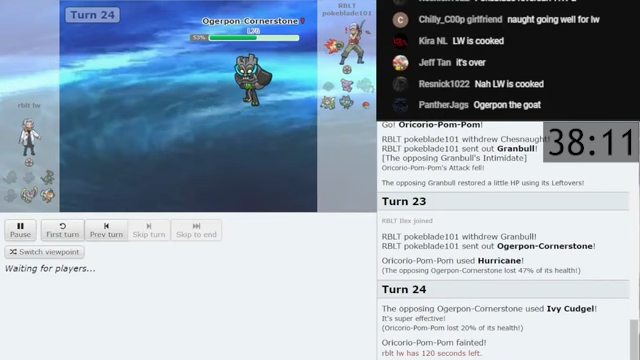 Turn 24
Ogerpon-Cornerstone
53%
RBLT
pokeblade101
rblt lw
Pause
First turn
Prev turn
Skip turn
Skip to end
Switch viewpoint
Waiting for players...
Chilly_C00p girlfriend naught going well for lw
Kira NL LW is cooked
Jeff Tan it's over
Resnick1022 Nah LW is cooked
PantherJags Ogerpon the goat
38:11
Go! Oricorio-Pom-Pom!
RBLT pokeblade101 withdrew Chesnaught!
RBLT pokeblade101 sent out Granbull!
[The opposing Granbull's Intimidate]
Oricorio-Pom-Pom's Attack fell!
The opposing Granbull restored a little HP using its Leftovers!
Turn 23
RBLT Ilex joined
RBLT pokeblade101 withdrew Granbull!
RBLT pokeblade101 sent out Ogerpon-Cornerstone!
Oricorio-Pom-Pom used Hurricane!
(The opposing Ogerpon-Cornerstone lost 47% of its health!)
Turn 24
The opposing Ogerpon-Cornerstone used Ivy Cudgel!
It's super effective!
(Oricorio-Pom-Pom lost 20% of its health!)
Oricorio-Pom-Pom fainted!
rblt lw has 120 seconds left.